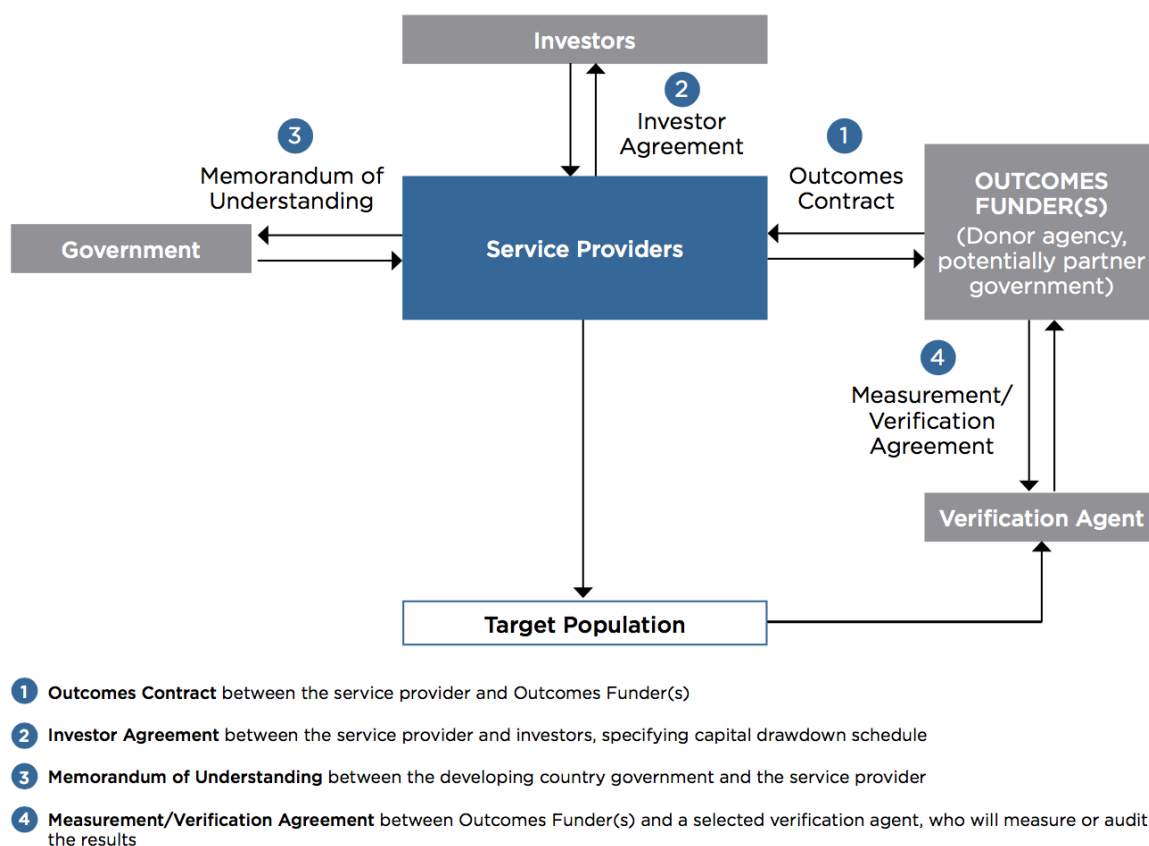 Investors
2
Investor
Agreement
3
Memorandum of
Understanding
1
Outcomes
Contract
OUTCOMES
FUNDER(S)
(Donor agency,
potentially partner
government)
Government
Service Providers
4
Measurement/
Verification
Agreement
Verification Agent
Target Population
1 Outcomes Contract between the service provider and Outcomes Funder(s)
2 Investor Agreement between the service provider and investors, specifying capital drawdown schedule
3 Memorandum of Understanding between the developing country government and the service provider
4 Measurement/Verification Agreement between Outcomes Funder(s) and a selected verification agent, who will measure or audit
the results